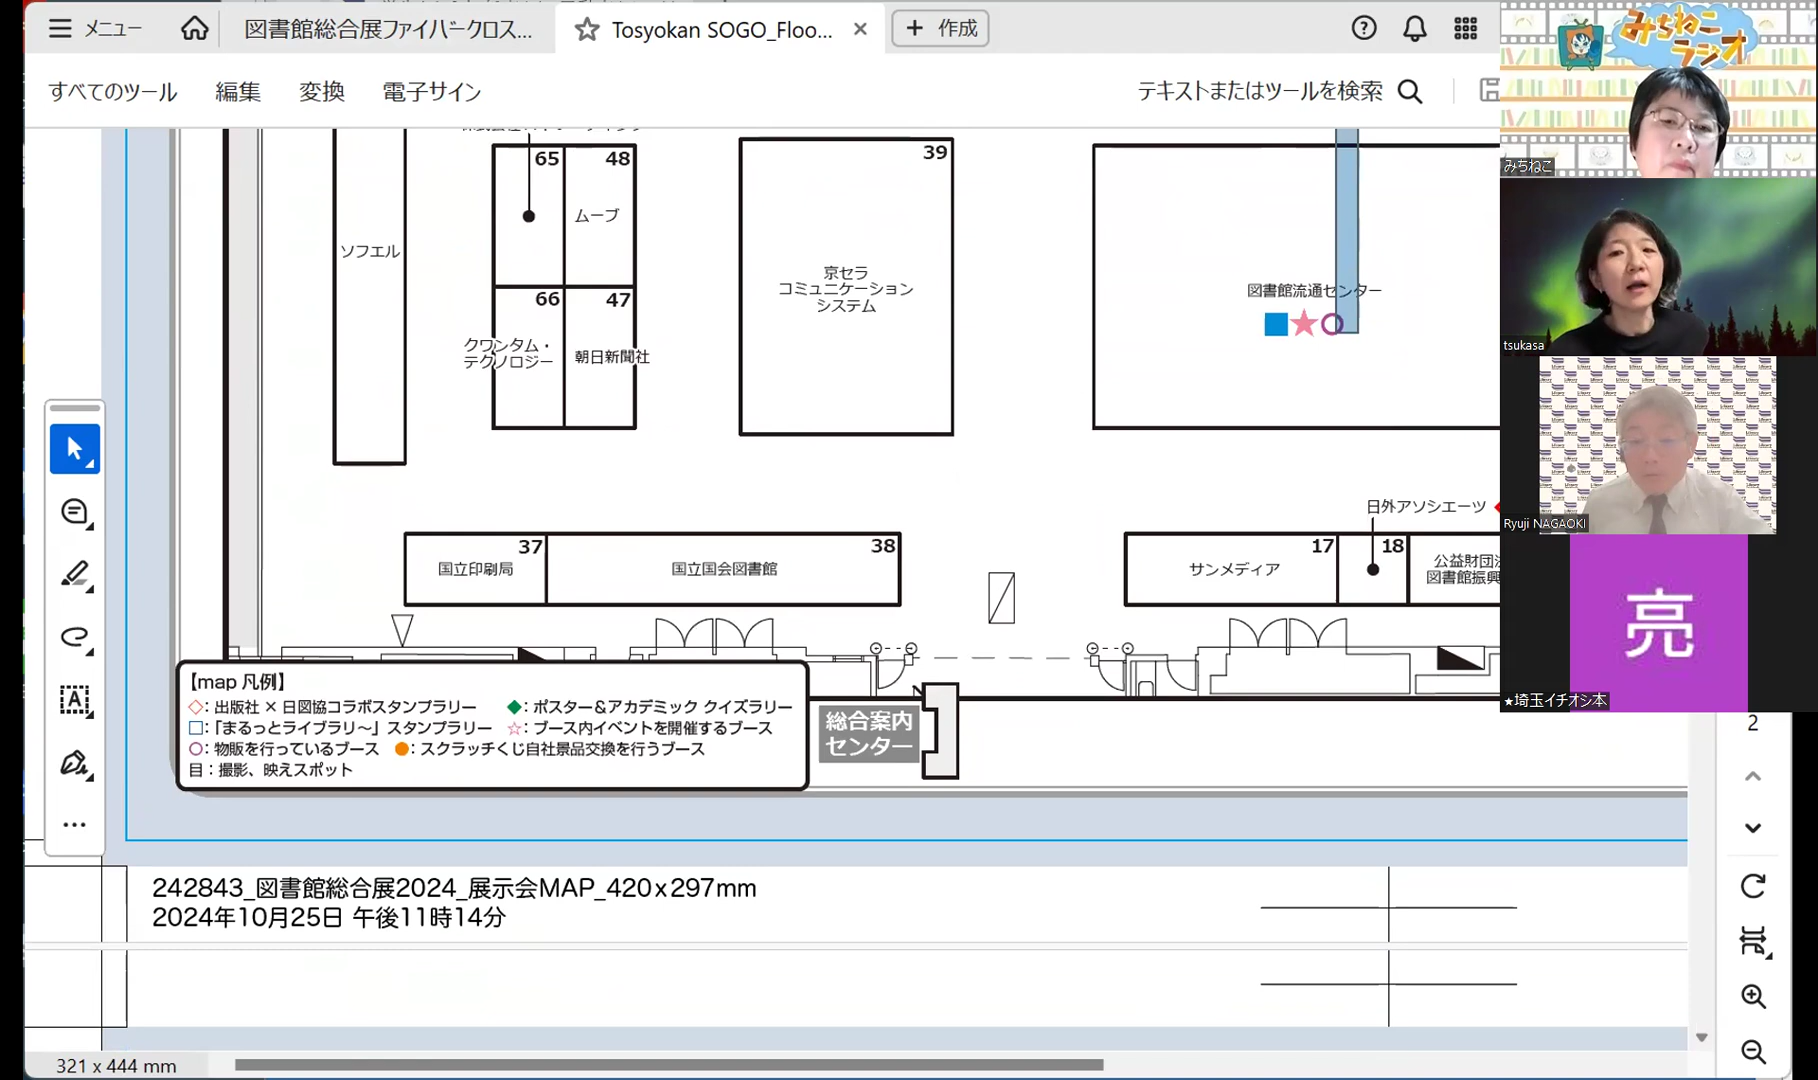 メニュー
図書館総合展ファイバークロス...
Tosyokan SOGO_Floo...
作成
すべてのツール
編集
変換
電子サイン
テキストまたはツールを検索
みちねこラジオ
みちねこ
65
48
39
ムーブ
ソフエル
京セラ
コミュニケーション
システム
図書館流通センター
66
47
クワンタム・
テクノロジー
朝日新聞社
tsukasa
Ryuji NAGAOKI
日外アソシエーツ
37
国立印刷局
38
国立国会図書館
17
サンメディア
18
公益財団法
図書館振興
亮
★埼玉イチオシ本
【map 凡例】
◇：出版社 × 日図協コラボスタンプラリー
◆：ポスター＆アカデミック クイズラリー
□：「まるっとライブラリ～」スタンプラリー
☆：ブース内イベントを開催するブース
○：物販を行っているブース
●：スクラッチくじ自社景品交換を行うブース
目：撮影、映えスポット
総合案内
センター
2
242843_図書館総合展2024_展示会MAP_420x297mm
2024年10月25日 午後11時14分
321 x 444 mm